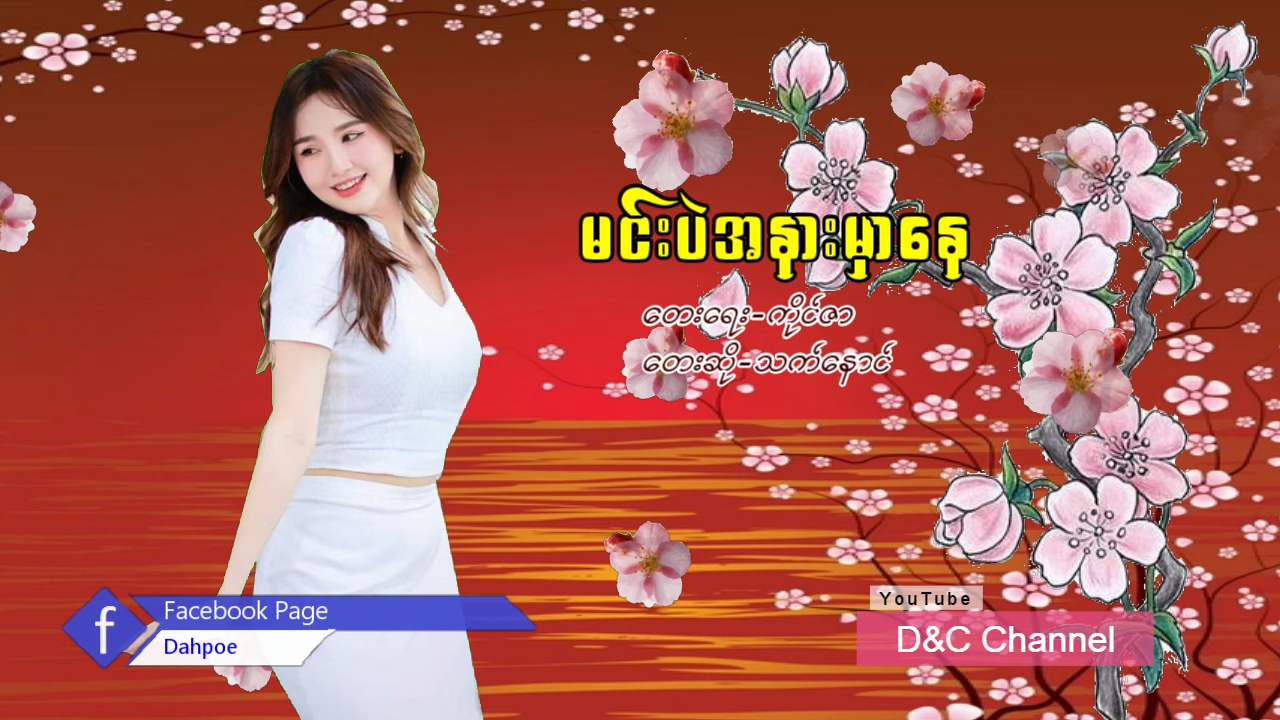 မင်းပဲအနားမှာနေ
တေးရေး-ကိုင်ဇာ
တေးဆို-သက်နှောင်
Facebook Page
Dahpoe
YouTube
D&C Channel